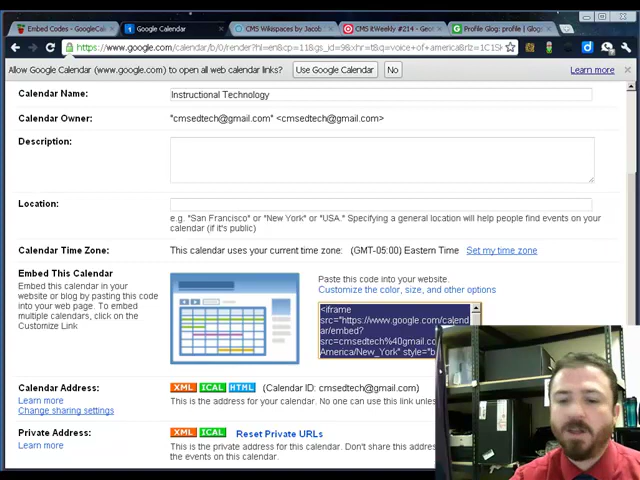 Embed Codes - GoogleCal
Google Calendar
CMS Wikispaces by Jacob
CMS itWeekly #14 - Geo
Profile Glog: profile | Glogs
https://www.google.com/calendar/b/0/render?hl=en&cp=11&gs_id=9&xhr=t&q=voice of america&rlz=1C1SK
Allow Google Calendar (www.google.com) to open all web calendar links?
Use Google Calendar
No
Learn more
Calendar Name:
Instructional Technology
Calendar Owner:
"cmsedtech@gmail.com" <cmsedtech@gmail.com>
Description:
Location:
e.g. "San Francisco" or "New York" or "USA." Specifying a general location will help people find events on your
calendar (if it's public)
Calendar Time Zone:
This calendar uses your current time zone: (GMT-05:00) Eastern Time
Set my time zone
Embed This Calendar
Embed this calendar in your
website or blog by pasting this code
into your web page. To embed
multiple calendars, click on the
Customize Link
Paste this code into your website.
Customize the color, size, and other options
<iframe
src="https://www.google.com/calend
ar/embed?
src=cmsedtech%40gmail.co
America/New_York" style="b
Calendar Address:
Learn more
Change sharing settings
XML ICAL HTML (Calendar ID: cmsedtech@gmail.com)
This is the address for your calendar. No one can use this link unles
Private Address:
Learn more
XML ICAL Reset Private URLs
This is the private address for this calendar. Don't share this address
the events on this calendar.